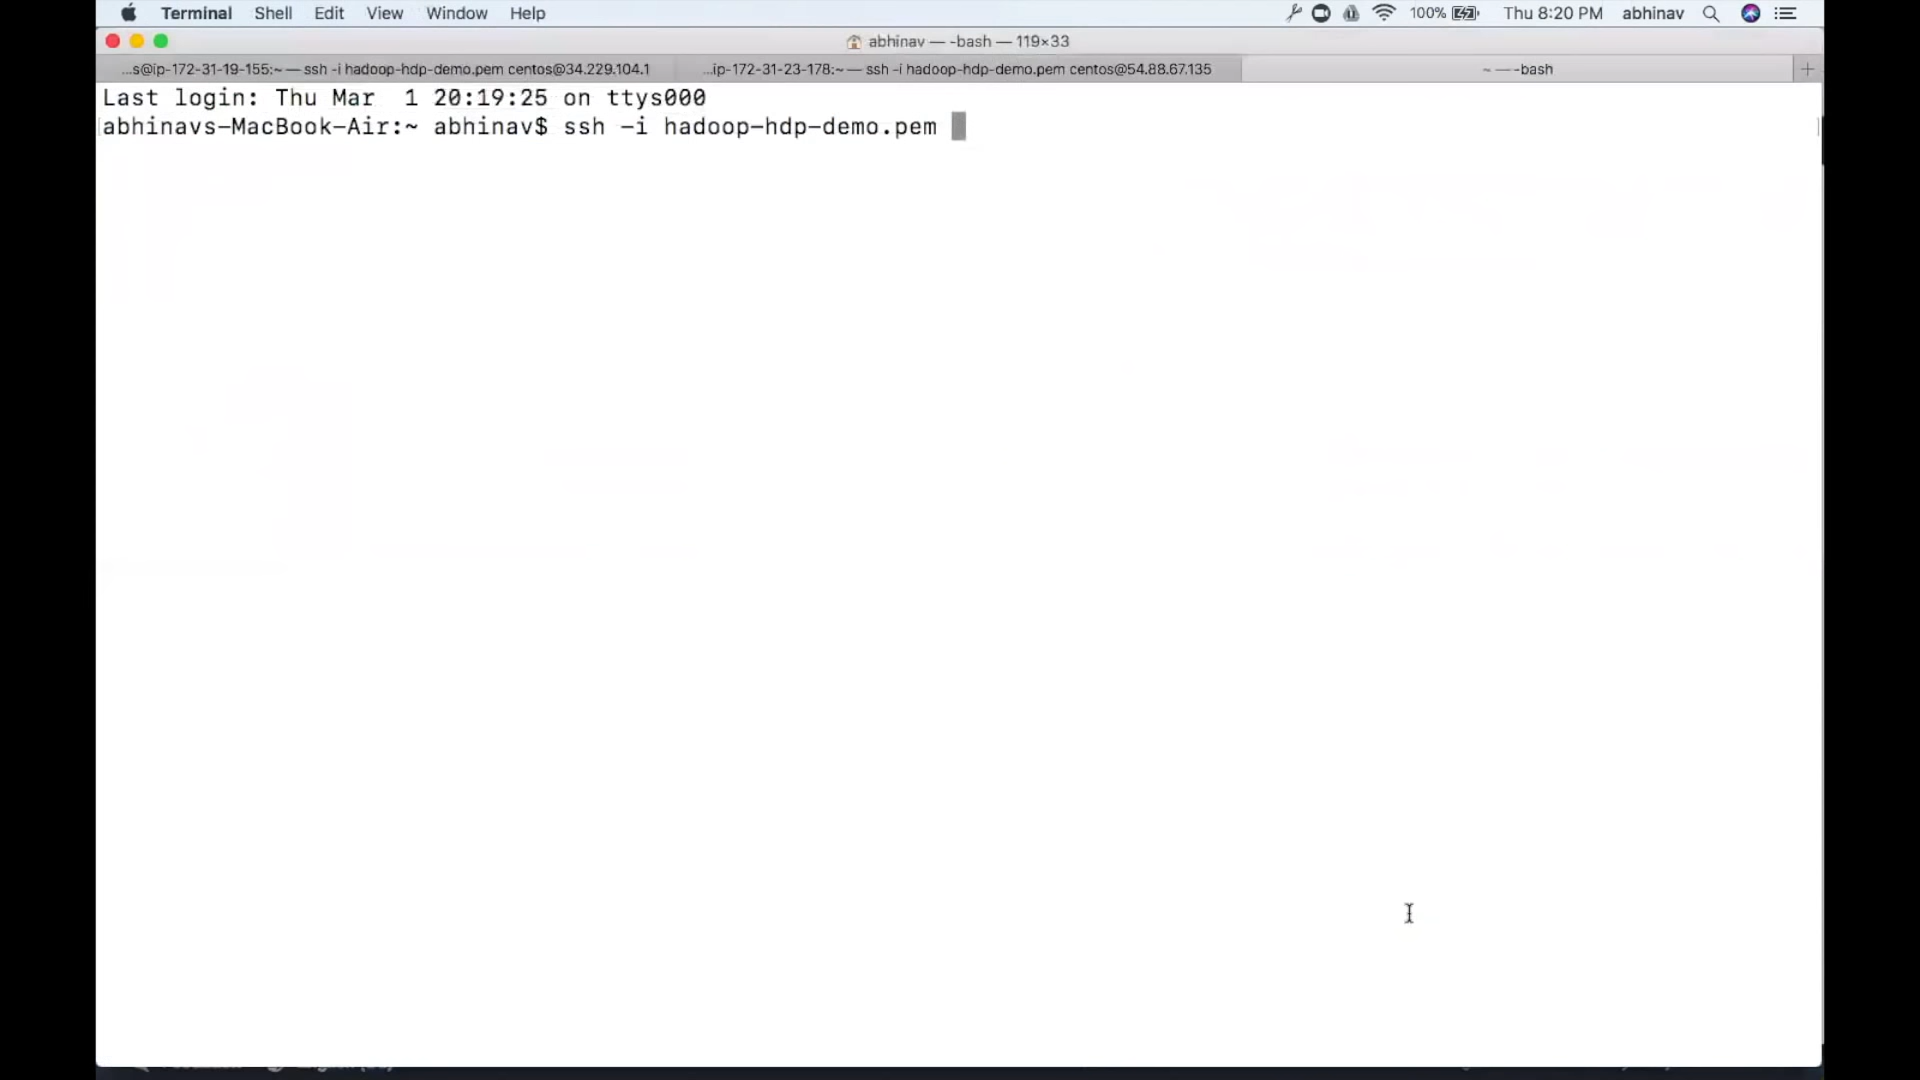 Terminal Shell Edit View Window Help 100% Thu 8:20 PM abhinav
abhinav — -bash — 119×33
...s@ip-172-31-19-155:~ — ssh -i hadoop-hdp-demo.pem centos@34.229.104.1 ...ip-172-31-23-178:~ — ssh -i hadoop-hdp-demo.pem centos@54.88.67.135 ~ — -bash +
Last login: Thu Mar  1 20:19:25 on ttys000
abhinavs-MacBook-Air:~ abhinav$ ssh -i hadoop-hdp-demo.pem